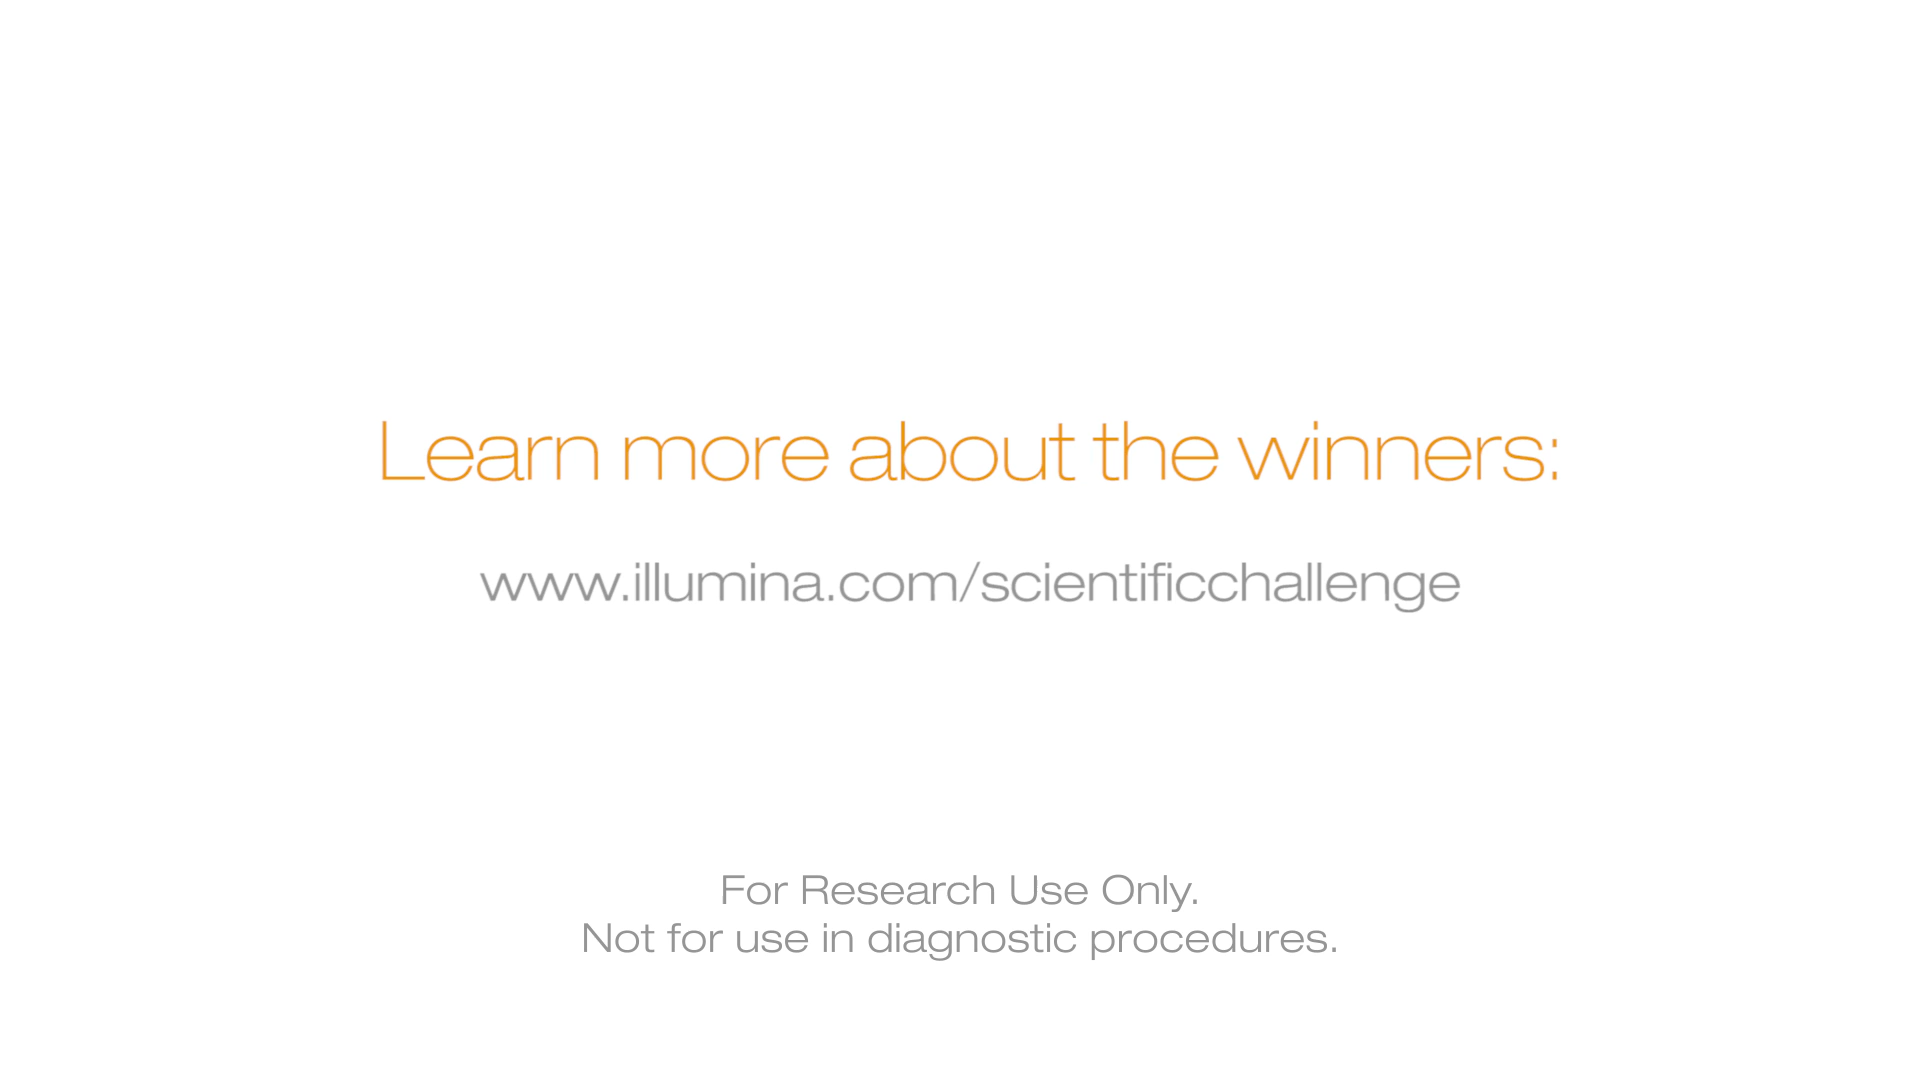 Learn more about the winners:
www.illumina.com/scientificchallenge
For Research Use Only.
Not for use in diagnostic procedures.